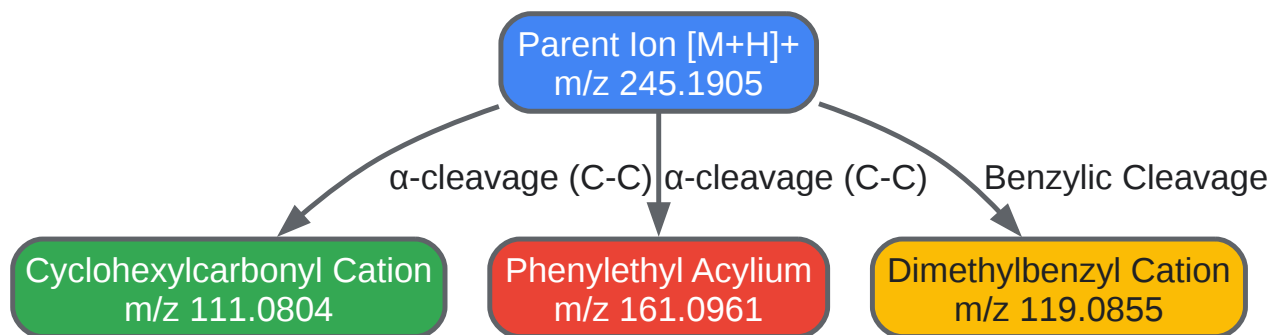 Parent Ion [M+H]+
m/z 245.1905
α-cleavage (C-C)
α-cleavage (C-C)
Benzylic Cleavage
Cyclohexylcarbonyl Cation
m/z 111.0804
Phenylethyl Acylium
m/z 161.0961
Dimethylbenzyl Cation
m/z 119.0855